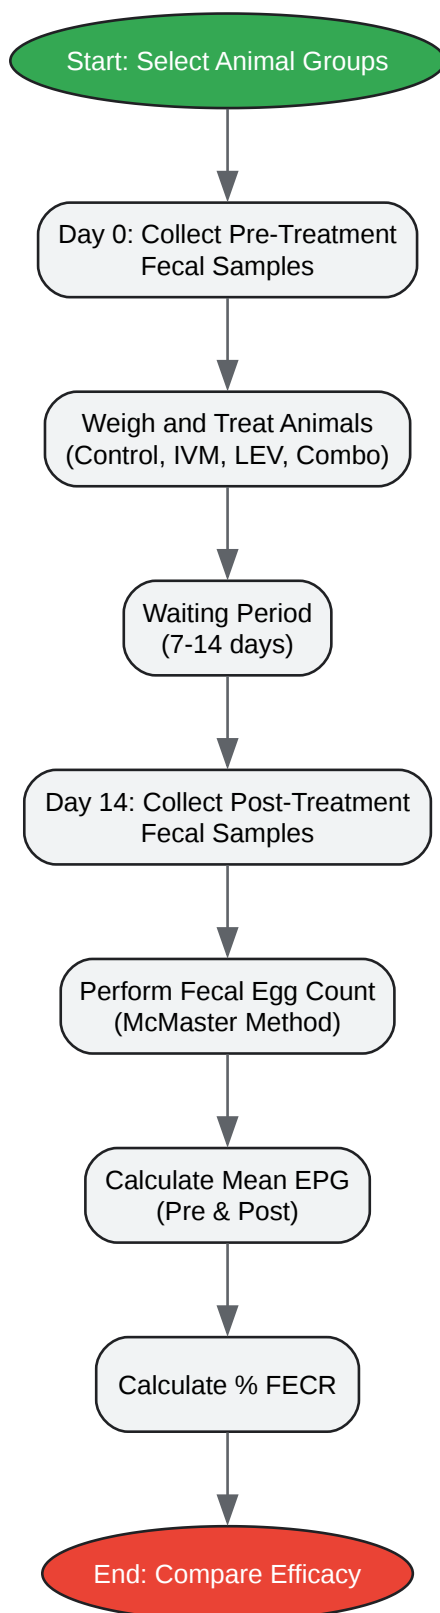 Start: Select Animal Groups
Day 0: Collect Pre-Treatment
Fecal Samples
Weigh and Treat Animals
(Control, IVM, LEV, Combo)
Waiting Period
(7-14 days)
Day 14: Collect Post-Treatment
Fecal Samples
Perform Fecal Egg Count
(McMaster Method)
Calculate Mean EPG
(Pre & Post)
Calculate % FECR
End: Compare Efficacy